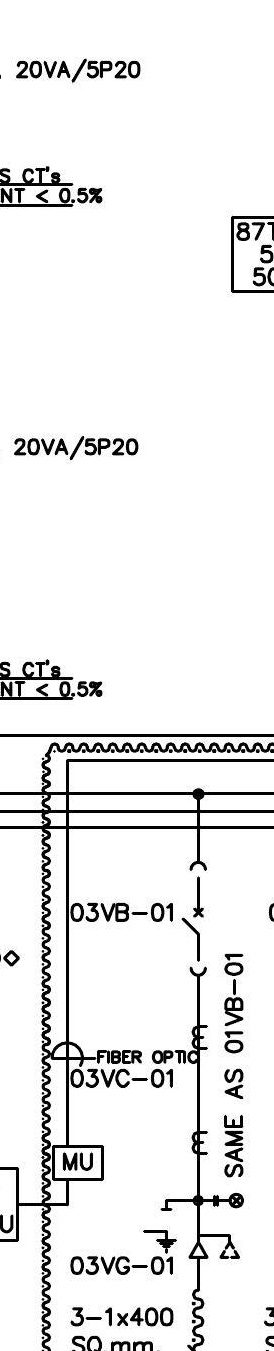 20VA/5P20
S CT's
NT < 0.5%
87T
5
50
20VA/5P20
S CT's
NT < 0.5%
03VB-01
SAME AS 01VB-01
FIBER OPTIC
03VC-01
MU
U
03VG-01
3-1x400
SQ.mm.
3